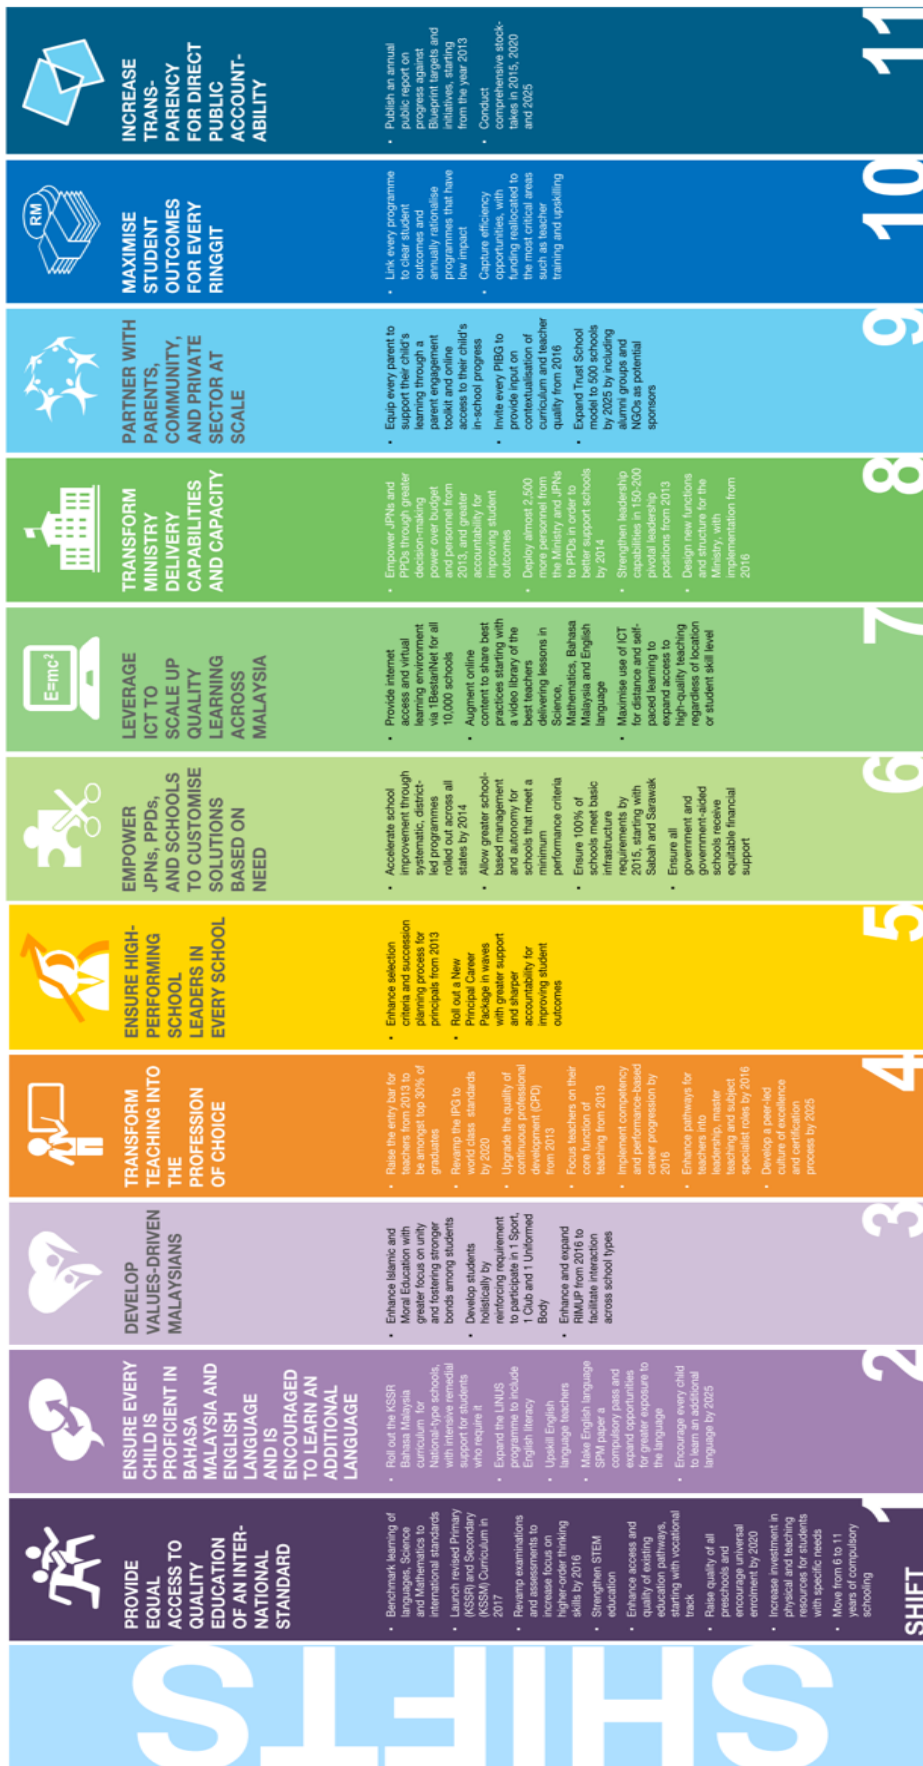 SHIFTS
PROVIDE
EQUAL
ACCESS TO
QUALITY
EDUCATION
OF AN INTER-
NATIONAL
STANDARD
• Benchmark learning of
languages, Science
and Mathematics to
international standards
• Launch revised Primary
(KSSR) and Secondary
(KSSM) Curriculum in
2017
• Revamp examinations
and assessments to
increase focus on
higher-order thinking
skills by 2016
• Strengthen STEM
education
• Enhance access and
quality of existing
education pathways,
starting with vocational
track
• Raise quality of all
preschools and
encourage universal
enrolment by 2020
• Increase investment in
physical and teaching
resources for students
with specific needs
• Move from 6 to 11
years of compulsory
schooling
SHIFT 1
ENSURE EVERY
CHILD IS
PROFICIENT IN
BAHASA
MALAYSIA AND
ENGLISH
LANGUAGE
AND IS
ENCOURAGED
TO LEARN AN
ADDITIONAL
LANGUAGE
• Roll out the KSSR
Bahasa Malaysia
curriculum for
National-type schools,
with intensive remedial
support for students
who require it
• Expand the LINUS
programme to include
English literacy
• Upskill English
language teachers
• Make English language
SPM paper a
compulsory pass and
expand opportunities
for greater exposure to
the language
• Encourage every child
to learn an additional
language by 2025
2
DEVELOP
VALUES-DRIVEN
MALAYSIANS
• Enhance Islamic and
Moral Education with
greater focus on unity
and fostering stronger
bonds among students
• Develop students
holistically by
reinforcing requirement
to participate in 1 Sport,
1 Club and 1 Uniformed
Body
• Enhance and expand
RIMUP from 2016 to
facilitate interaction
across school types
3
TRANSFORM
TEACHING INTO
THE
PROFESSION
OF CHOICE
• Raise the entry bar for
teachers from 2013 to
be amongst top 30% of
graduates
• Revamp the IPG to
world class standards
by 2020
• Upgrade the quality of
continuous professional
development (CPD)
from 2013
• Focus teachers on their
core function of
teaching from 2013
• Implement competency
and performance-based
career progression by
2016
• Enhance pathways for
teachers into
leadership, master
teaching and subject
specialist roles by 2016
• Develop a peer-led
culture of excellence
and certification
process by 2025
4
ENSURE HIGH-
PERFORMING
SCHOOL
LEADERS IN
EVERY SCHOOL
• Enhance selection
criteria and succession
planning process for
principals from 2013
• Roll out a New
Principal Career
Package in waves
with greater support
and sharper
accountability for
improving student
outcomes
5
EMPOWER
JPNs, PPDs,
AND SCHOOLS
TO CUSTOMISE
SOLUTIONS
BASED ON
NEED
• Accelerate school
improvement through
systematic, district-
led programmes
rolled out across all
states by 2014
• Allow greater school-
based management
and autonomy for
schools that meet a
minimum
performance criteria
• Ensure 100% of
schools meet basic
infrastructure
requirements by
2015, starting with
Sabah and Sarawak
• Ensure all
government and
government-aided
schools receive
equitable financial
support
6
E=mc²
LEVERAGE
ICT TO
SCALE UP
QUALITY
LEARNING
ACROSS
MALAYSIA
• Provide internet
access and virtual
learning environment
via 1BestariNet for all
10,000 schools
• Augment online
content to share best
practices starting with
a video library of the
best teachers
delivering lessons in
Science,
Mathematics, Bahasa
Malaysia and English
language
• Maximise use of ICT
for distance and self-
paced learning to
expand access to
high-quality teaching
regardless of location
or student skill level
7
TRANSFORM
MINISTRY
DELIVERY
CAPABILITIES
AND CAPACITY
• Empower JPNs and
PPDs through greater
decision-making
power over budget
and personnel from
2013, and greater
accountability for
improving student
outcomes
• Deploy almost 2,500
more personnel from
the Ministry and JPNs
to PPDs in order to
better support schools
by 2014
• Strengthen leadership
capabilities in 150-200
pivotal leadership
positions from 2013
• Design new functions
and structure for the
Ministry, with
implementation from
2016
8
PARTNER WITH
PARENTS,
COMMUNITY,
AND PRIVATE
SECTOR AT
SCALE
• Equip every parent to
support their child's
learning through a
parent engagement
toolkit and online
access to their child's
in-school progress
• Invite every PIBG to
provide input on
contextualisation of
curriculum and teacher
quality from 2016
• Expand Trust School
model to 500 schools
by 2025 by including
alumni groups and
NGOs as potential
sponsors
9
RM
MAXIMISE
STUDENT
OUTCOMES
FOR EVERY
RINGGIT
• Link every programme
to clear student
outcomes and
annually rationalise
programmes that have
low impact
• Capture efficiency
opportunities, with
funding reallocated to
the most critical areas
such as teacher
training and upskilling
10
INCREASE
TRANS-
PARENCY
FOR DIRECT
PUBLIC
ACCOUNT-
ABILITY
• Publish an annual
public report on
progress against
Blueprint targets and
initiatives, starting
from the year 2013
• Conduct
comprehensive stock-
takes in 2015, 2020
and 2025
11